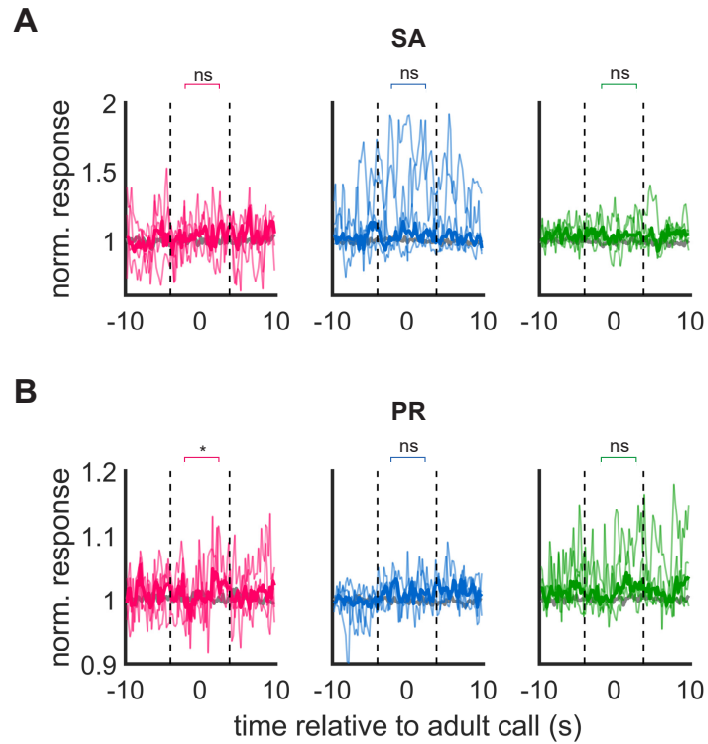 A
SA
ns ns ns
norm. response
2
1.5
1
-10 0 10 -10 0 10 -10 0 10
B
PR
* ns ns
norm. response
1.2
1.1
1
0.9
-10 0 10 -10 0 10 -10 0 10
time relative to adult call (s)